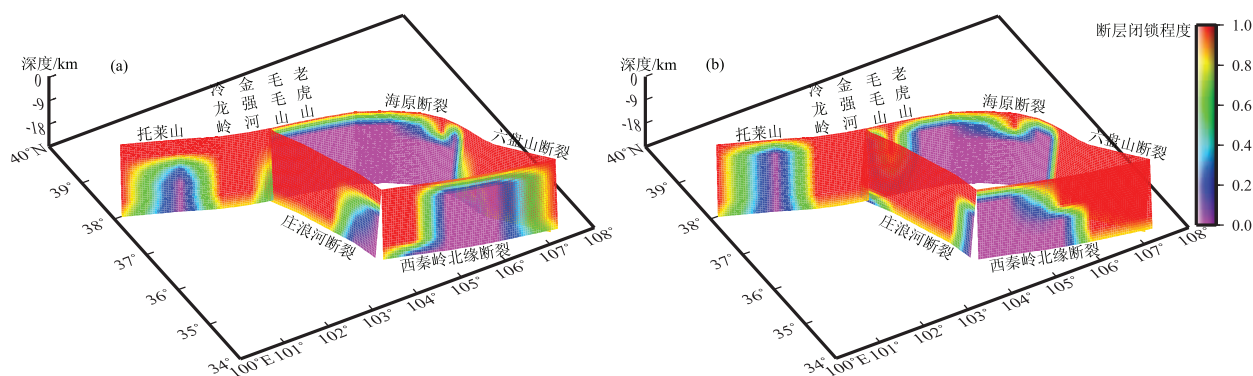 深度/km
(a)
0
-9
-18
40°N
39°
38°
37°
36°
35°
34°
100°E
101°
102°
103°
104°
105°
106°
107°
108°
托莱山
冷龙岭
金强河
毛毛山
老虎山
海原断裂
六盘山断裂
庄浪河断裂
西秦岭北缘断裂
深度/km
(b)
0
-9
-18
40°N
39°
38°
37°
36°
35°
34°
100°E
101°
102°
103°
104°
105°
106°
107°
108°
托莱山
冷龙岭
金强河
毛毛山
老虎山
海原断裂
六盘山断裂
庄浪河断裂
西秦岭北缘断裂
断层闭锁程度
1.0
0.8
0.6
0.4
0.2
0.0